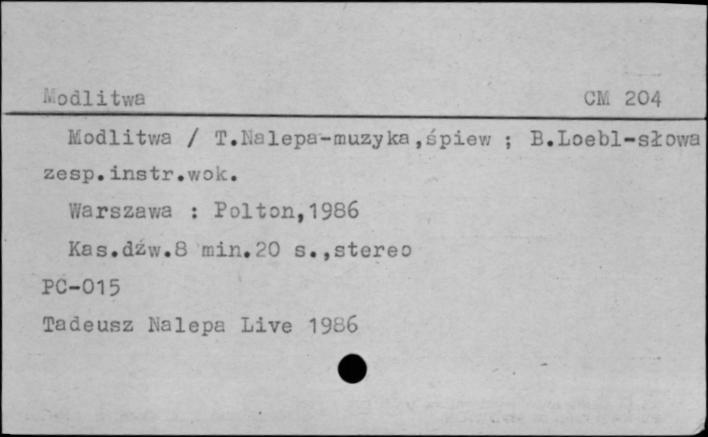 Modlitwa CM 204
Modlitwa / T.Nalepa-muzyka,śpiew ; B.Loebl-słowa
zesp.instr.wok.
Warszawa : Polton,1986
Kas.dźw.8 min.20 s.,stereo
PC-015
Tadeusz Nalepa Live 1986